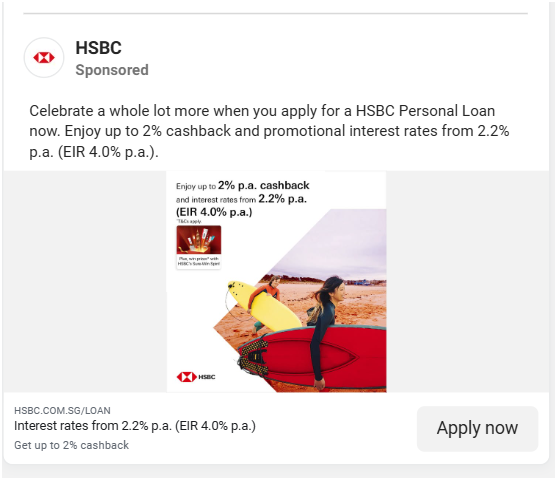 HSBC
Sponsored
Celebrate a whole lot more when you apply for a HSBC Personal Loan
now. Enjoy up to 2% cashback and promotional interest rates from 2.2%
p.a. (EIR 4.0% p.a.).
Enjoy up to 2% p.a. cashback
and interest rates from 2.2% p.a.
(EIR 4.0% p.a.)
*T&Cs apply
Plus, win prizes* with
HSBC's Sure-Win Spin!
HSBC
HSBC.COM.SG/LOAN
Interest rates from 2.2% p.a. (EIR 4.0% p.a.)
Get up to 2% cashback
Apply now